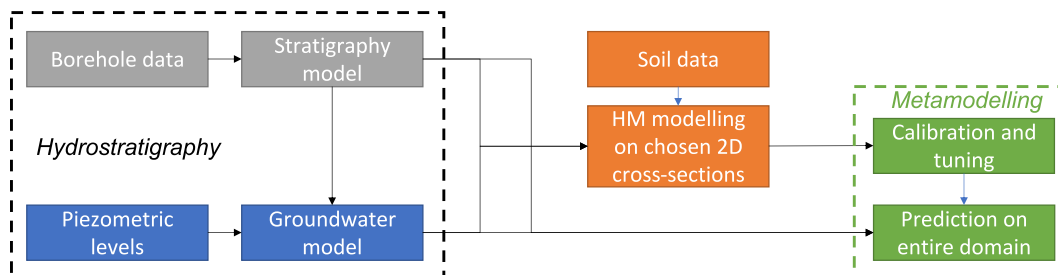 Borehole data
Stratigraphy
model
Hydrostratigraphy
Piezometric
levels
Groundwater
model
Soil data
HM modelling
on chosen 2D
cross-sections
Metamodelling
Calibration and
tuning
Prediction on
entire domain